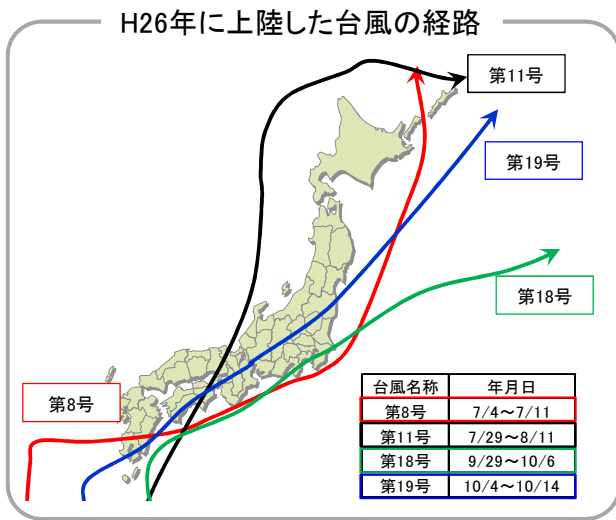 H26年に上陸した台風の経路
第11号
第19号
第18号
第8号
台風名称 年月日
第8号 7/4～7/11
第11号 7/29～8/11
第18号 9/29～10/6
第19号 10/4～10/14